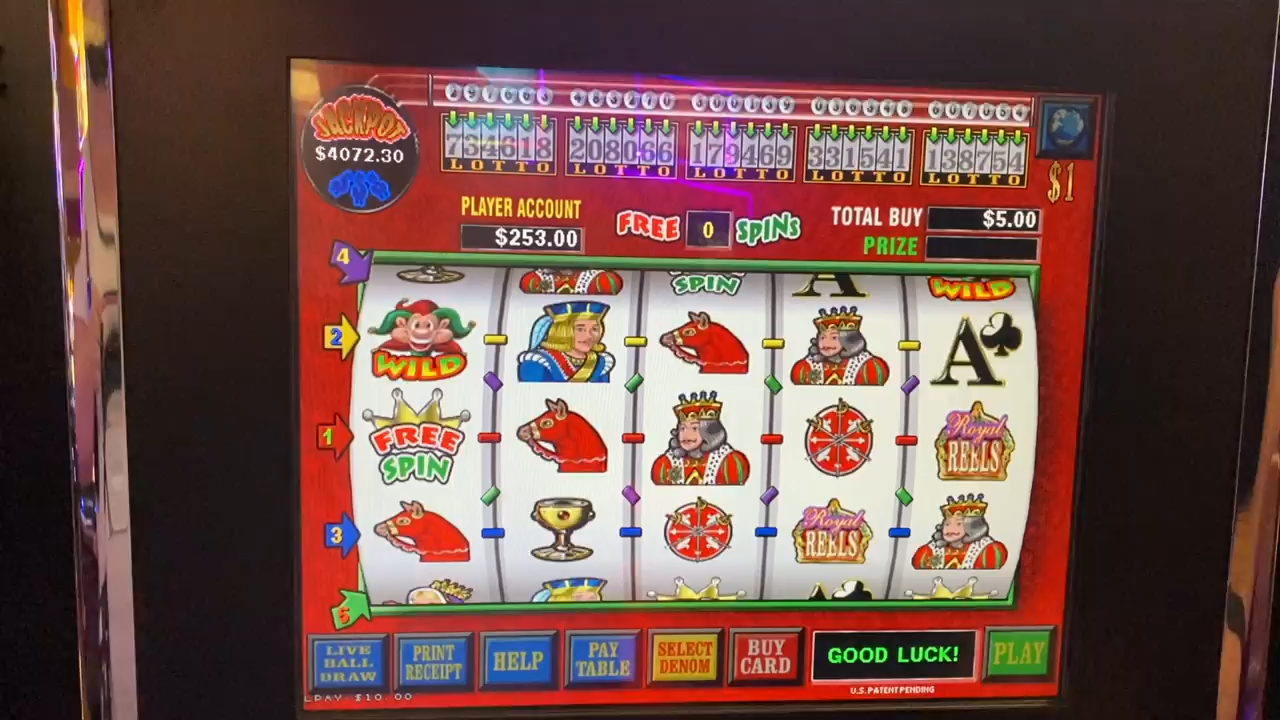 JACKPOT
$4072.30
734618 208066 179469 331541 138754
LOTTO LOTTO LOTTO LOTTO LOTTO
$1
PLAYER ACCOUNT
$253.00
FREE 0 SPINS
TOTAL BUY $5.00
PRIZE
4
SPIN
A
WILD
2
WILD
A
1
FREE
SPIN
Royal
REELS
3
Royal
REELS
5
LIVE
BALL
DRAW
PRINT
RECEIPT
HELP
PAY
TABLE
SELECT
DENOM
BUY
CARD
GOOD LUCK!
PLAY
U.S. PATENT PENDING